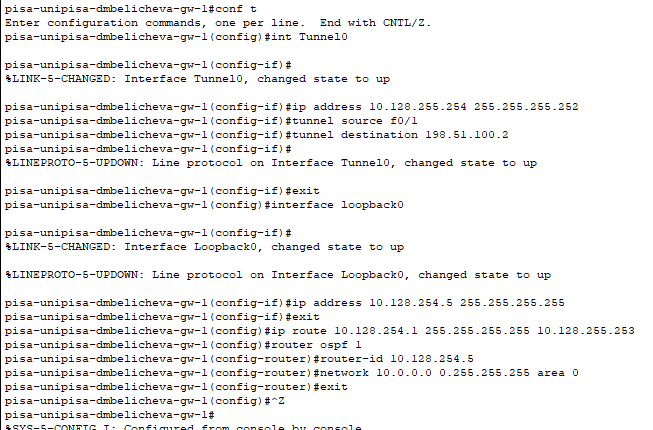 pisa-unipisa-dmbelicheva-gw-1#conf t
Enter configuration commands, one per line.  End with CNTL/Z.
pisa-unipisa-dmbelicheva-gw-1(config)#int Tunnel0
pisa-unipisa-dmbelicheva-gw-1(config-if)#
%LINK-5-CHANGED: Interface Tunnel0, changed state to up
pisa-unipisa-dmbelicheva-gw-1(config-if)#ip address 10.128.255.254 255.255.255.252
pisa-unipisa-dmbelicheva-gw-1(config-if)#tunnel source f0/1
pisa-unipisa-dmbelicheva-gw-1(config-if)#tunnel destination 198.51.100.2
pisa-unipisa-dmbelicheva-gw-1(config-if)#
%LINEPROTO-5-UPDOWN: Line protocol on Interface Tunnel0, changed state to up
pisa-unipisa-dmbelicheva-gw-1(config-if)#exit
pisa-unipisa-dmbelicheva-gw-1(config)#interface loopback0
pisa-unipisa-dmbelicheva-gw-1(config-if)#
%LINK-5-CHANGED: Interface Loopback0, changed state to up
%LINEPROTO-5-UPDOWN: Line protocol on Interface Loopback0, changed state to up
pisa-unipisa-dmbelicheva-gw-1(config-if)#ip address 10.128.254.5 255.255.255.255
pisa-unipisa-dmbelicheva-gw-1(config-if)#exit
pisa-unipisa-dmbelicheva-gw-1(config)#ip route 10.128.254.1 255.255.255.255 10.128.255.253
pisa-unipisa-dmbelicheva-gw-1(config)#router ospf 1
pisa-unipisa-dmbelicheva-gw-1(config-router)#router-id 10.128.254.5
pisa-unipisa-dmbelicheva-gw-1(config-router)#network 10.0.0.0 0.255.255.255 area 0
pisa-unipisa-dmbelicheva-gw-1(config-router)#exit
pisa-unipisa-dmbelicheva-gw-1(config)#^Z
pisa-unipisa-dmbelicheva-gw-1#
%SYS-5-CONFIG_I: Configured from console by console